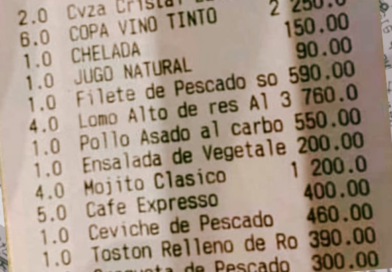 2.0 Cvza Cristal
6.0 COPA VINO TINTO 2 250.0
1.0 CHELADA 150.00
1.0 JUGO NATURAL 90.00
1.0 Filete de Pescado so 590.00
4.0 Lomo Alto de res Al 3 760.0
1.0 Pollo Asado al carbo 550.00
1.0 Ensalada de Vegetale 200.00
4.0 Mojito Clasico 1 200.0
5.0 Cafe Expresso 400.00
1.0 Ceviche de Pescado 460.00
1.0 Toston Relleno de Ro 390.00
Croqueta de Pescado 300.00